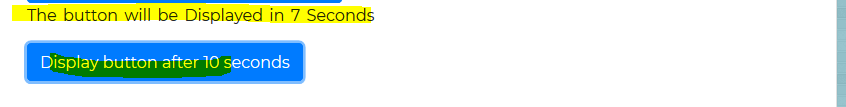 The button will be Displayed in 7 Seconds
Display button after 10 seconds